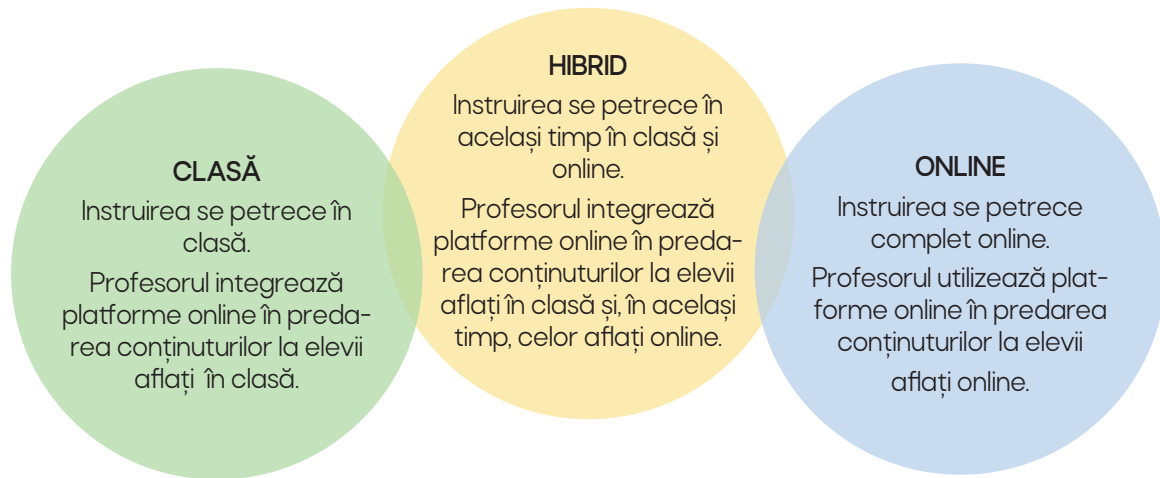 CLASĂ
Instruirea se petrece în
clasă.
Profesorul integrează
platforme online în preda-
rea conținuturilor la elevii
aflați în clasă.
HIBRID
Instruirea se petrece în
același timp în clasă și
online.
Profesorul integrează
platforme online în preda-
rea conținuturilor la elevii
aflați în clasă și, în același
timp, celor aflați online.
ONLINE
Instruirea se petrece
complet online.
Profesorul utilizează plat-
forme online în predarea
conținuturilor la elevii
aflați online.